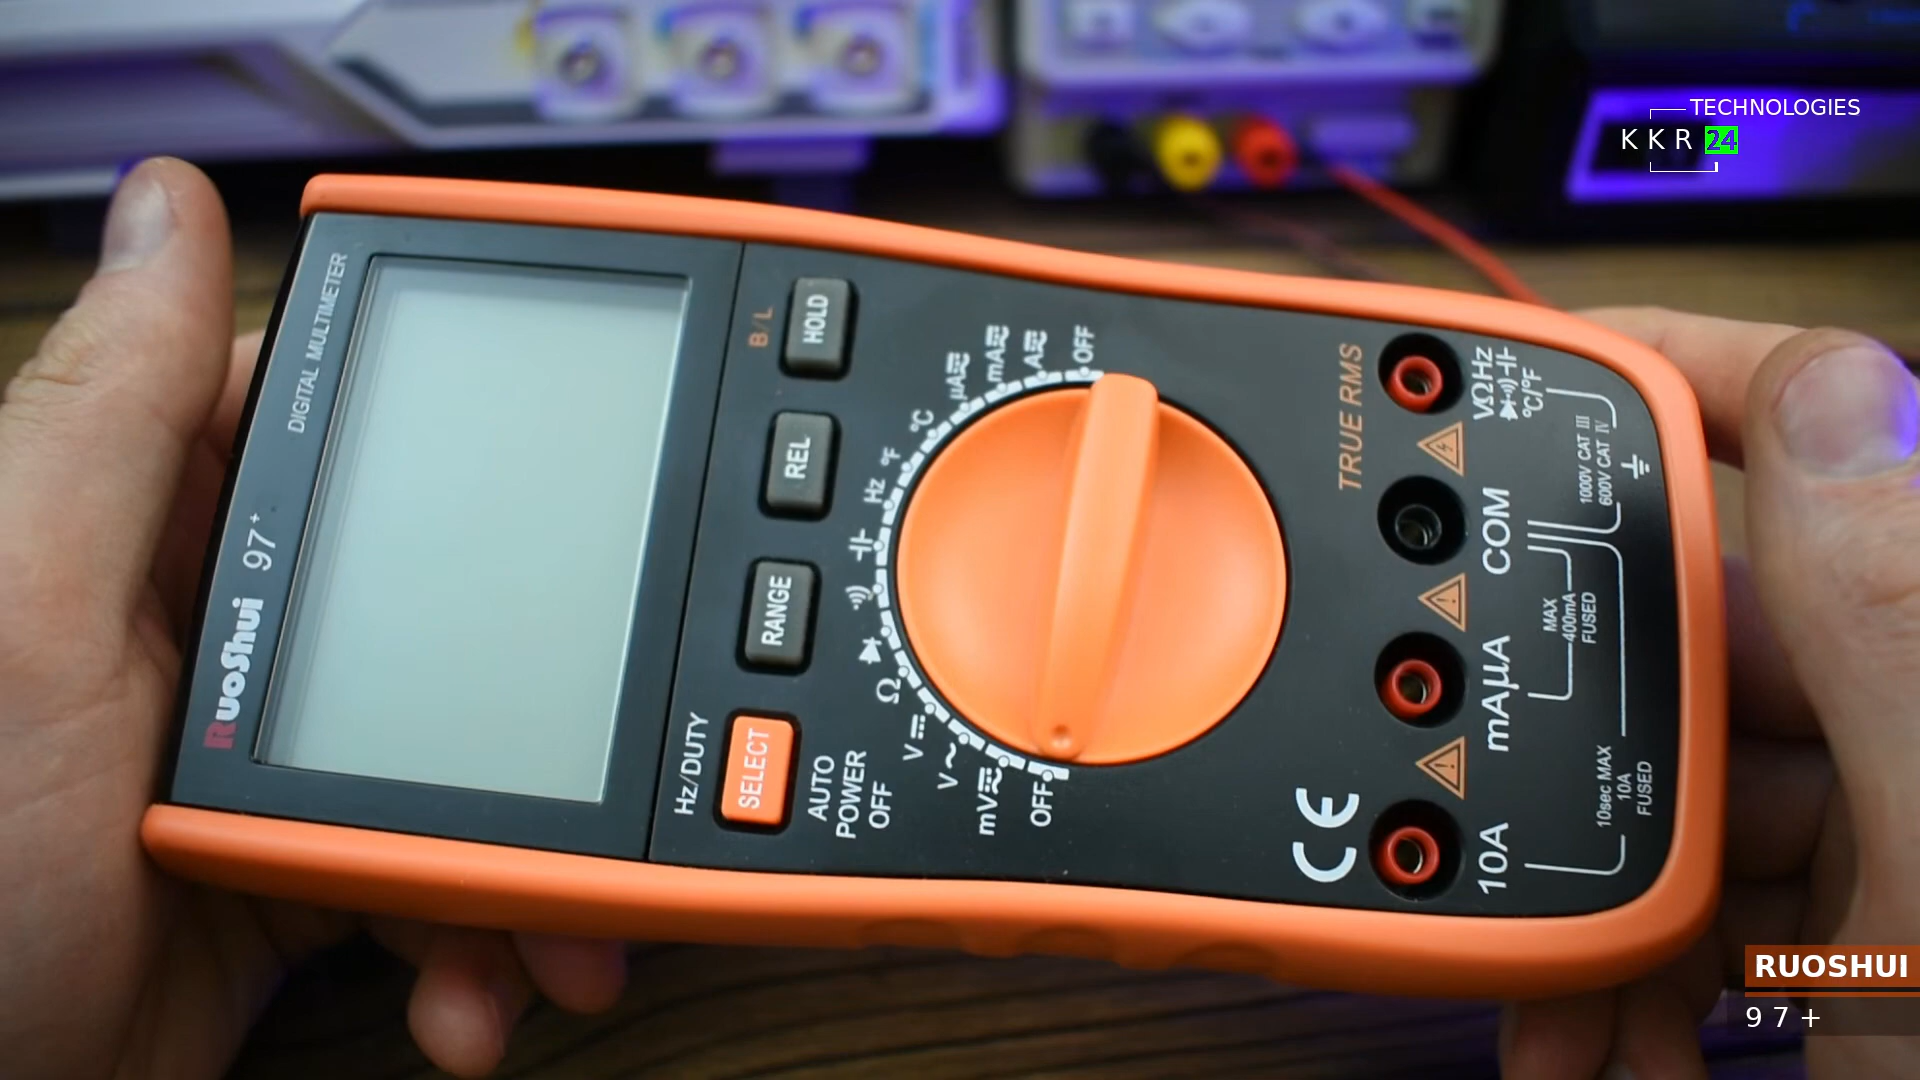 TECHNOLOGIES
KKR 24
DIGITAL MULTIMETER
RuoShui 97+
B/L
HOLD
REL
RANGE
Hz/DUTY
SELECT
AUTO
POWER
OFF
OFF
A
mA
µA
°C
°F
Hz
Ω
V
V~
mV
OFF
TRUE RMS
VΩHz
°C/°F
1000V CAT III
600V CAT IV
COM
MAX
400mA
FUSED
mAµA
10sec MAX
10A
FUSED
10A
CE
RUOSHUI
97+